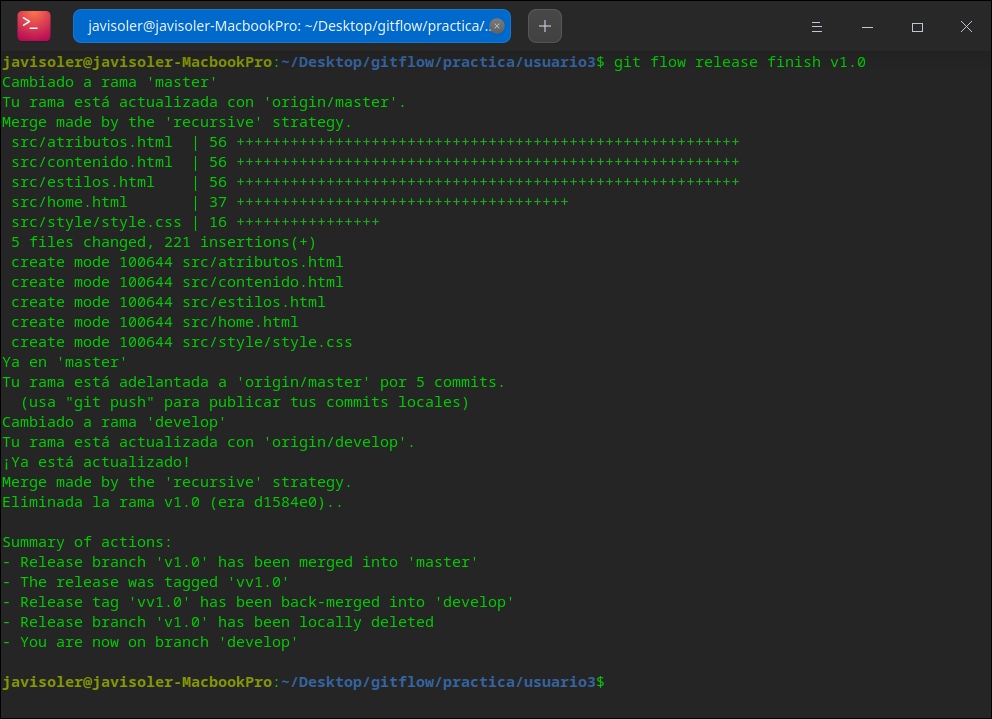 javisoler@javisoler-MacbookPro: ~/Desktop/gitflow/practica/..
javisoler@javisoler-MacbookPro:~/Desktop/gitflow/practica/usuario3$ git flow release finish v1.0
Cambiado a rama 'master'
Tu rama está actualizada con 'origin/master'.
Merge made by the 'recursive' strategy.
 src/atributos.html  | 56 ++++++++++++++++++++++++++++++++++++++++++++++++++++++++
 src/contenido.html  | 56 ++++++++++++++++++++++++++++++++++++++++++++++++++++++++
 src/estilos.html    | 56 ++++++++++++++++++++++++++++++++++++++++++++++++++++++++
 src/home.html       | 37 +++++++++++++++++++++++++++++++++++++
 src/style/style.css | 16 ++++++++++++++++
 5 files changed, 221 insertions(+)
 create mode 100644 src/atributos.html
 create mode 100644 src/contenido.html
 create mode 100644 src/estilos.html
 create mode 100644 src/home.html
 create mode 100644 src/style/style.css
Ya en 'master'
Tu rama está adelantada a 'origin/master' por 5 commits.
  (usa "git push" para publicar tus commits locales)
Cambiado a rama 'develop'
Tu rama está actualizada con 'origin/develop'.
¡Ya está actualizado!
Merge made by the 'recursive' strategy.
Eliminada la rama v1.0 (era d1584e0)..

Summary of actions:
- Release branch 'v1.0' has been merged into 'master'
- The release was tagged 'vv1.0'
- Release tag 'vv1.0' has been back-merged into 'develop'
- Release branch 'v1.0' has been locally deleted
- You are now on branch 'develop'

javisoler@javisoler-MacbookPro:~/Desktop/gitflow/practica/usuario3$